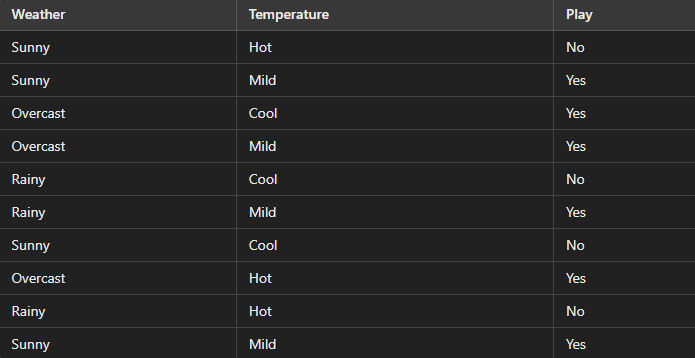 Weather Temperature Play
Sunny Hot No
Sunny Mild Yes
Overcast Cool Yes
Overcast Mild Yes
Rainy Cool No
Rainy Mild Yes
Sunny Cool No
Overcast Hot Yes
Rainy Hot No
Sunny Mild Yes